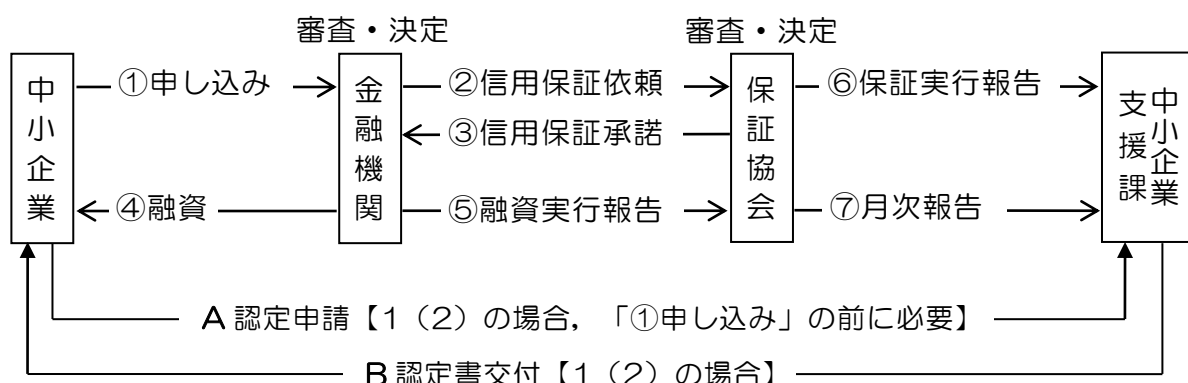 審査・決定
審査・決定
中小企業
①申し込み
金融機関
②信用保証依頼
保証協会
⑥保証実行報告
中小企業
支援課
③信用保証承諾
④融資
⑤融資実行報告
⑦月次報告
A 認定申請【1（2）の場合，「①申し込み」の前に必要】
B 認定書交付【1（2）の場合】